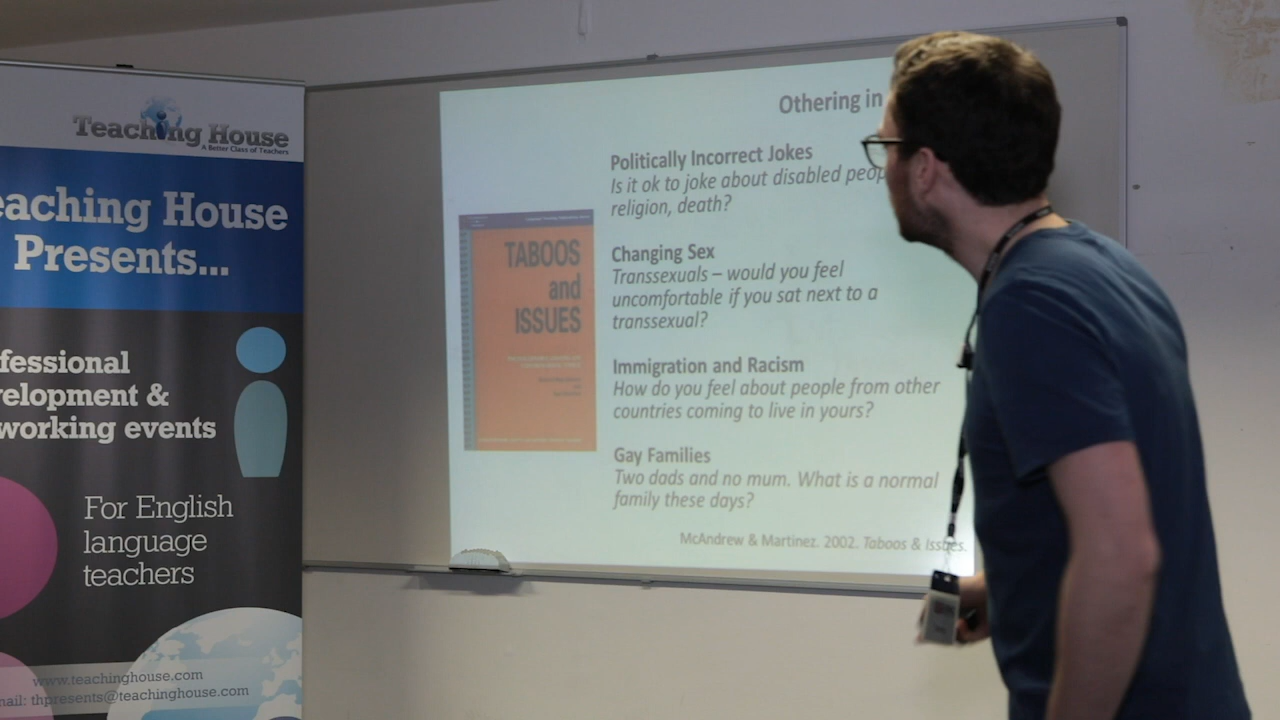 Teaching House
A Better Class of Teachers
eaching House
Presents...
fessional
elopment &
working events
For English
language
teachers
www.teachinghouse.com
ail: thpresents@teachinghouse.com
TABOOS
and
ISSUES
Othering in
Politically Incorrect Jokes
Is it ok to joke about disabled peop
religion, death?
Changing Sex
Transsexuals – would you feel
uncomfortable if you sat next to a
transsexual?
Immigration and Racism
How do you feel about people from other
countries coming to live in yours?
Gay Families
Two dads and no mum. What is a normal
family these days?
McAndrew & Martinez. 2002. Taboos & Issues.